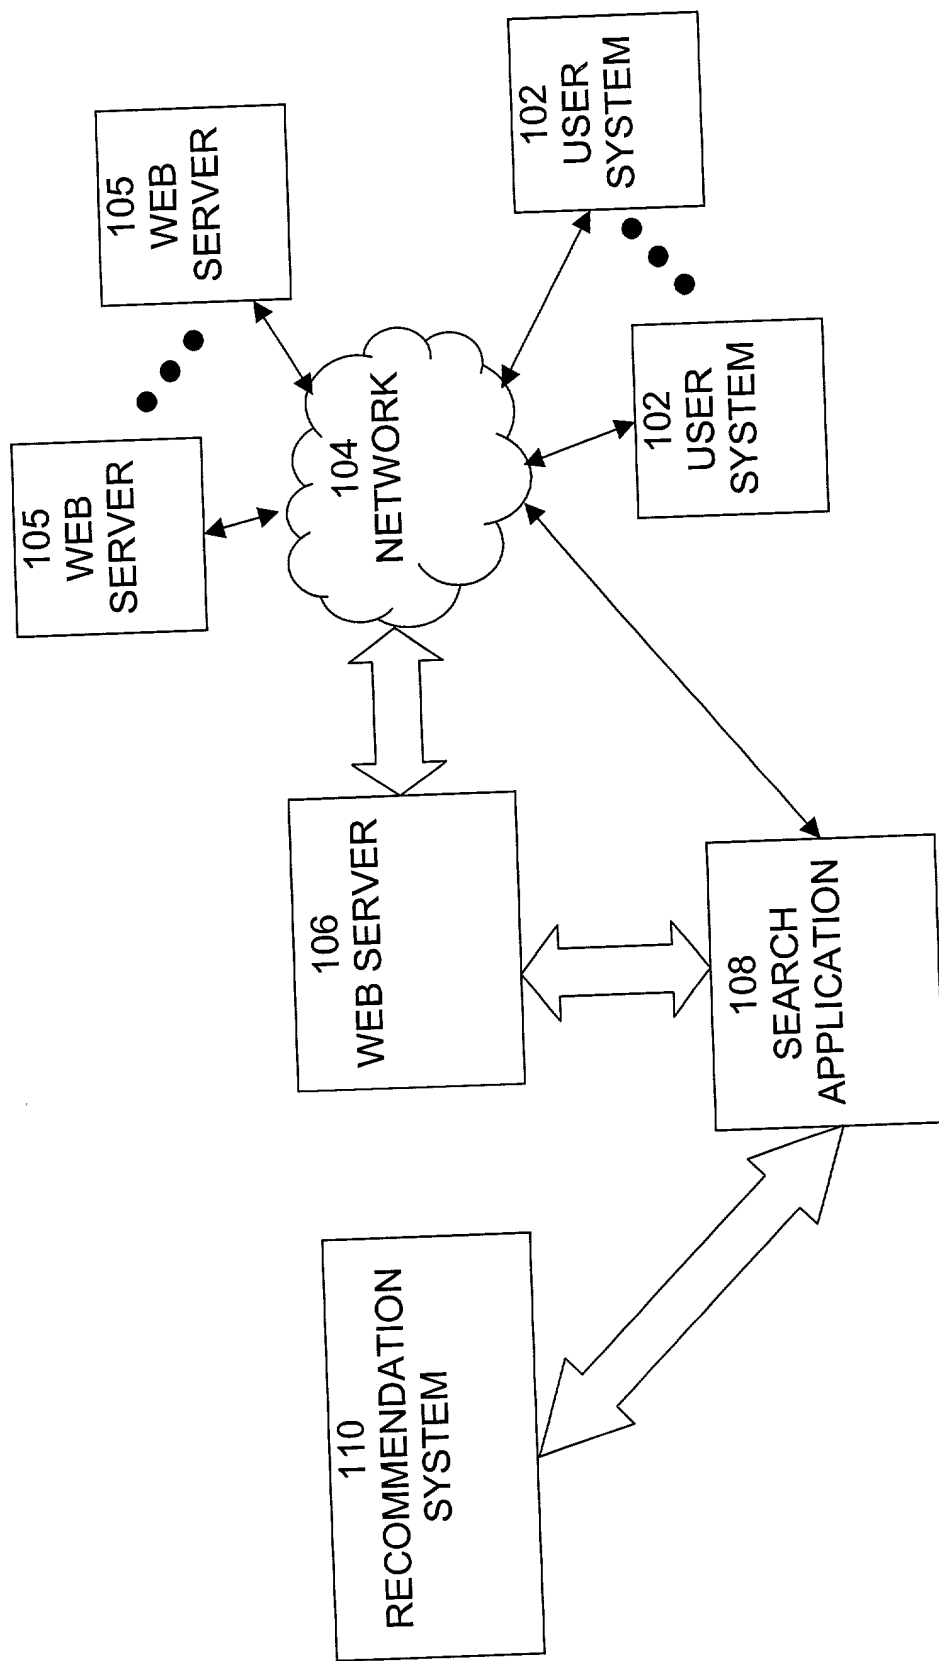 110
RECOMMENDATION
SYSTEM
106
WEB SERVER
108
SEARCH
APPLICATION
105
WEB
SERVER
105
WEB
SERVER
104
NETWORK
102
USER
SYSTEM
102
USER
SYSTEM